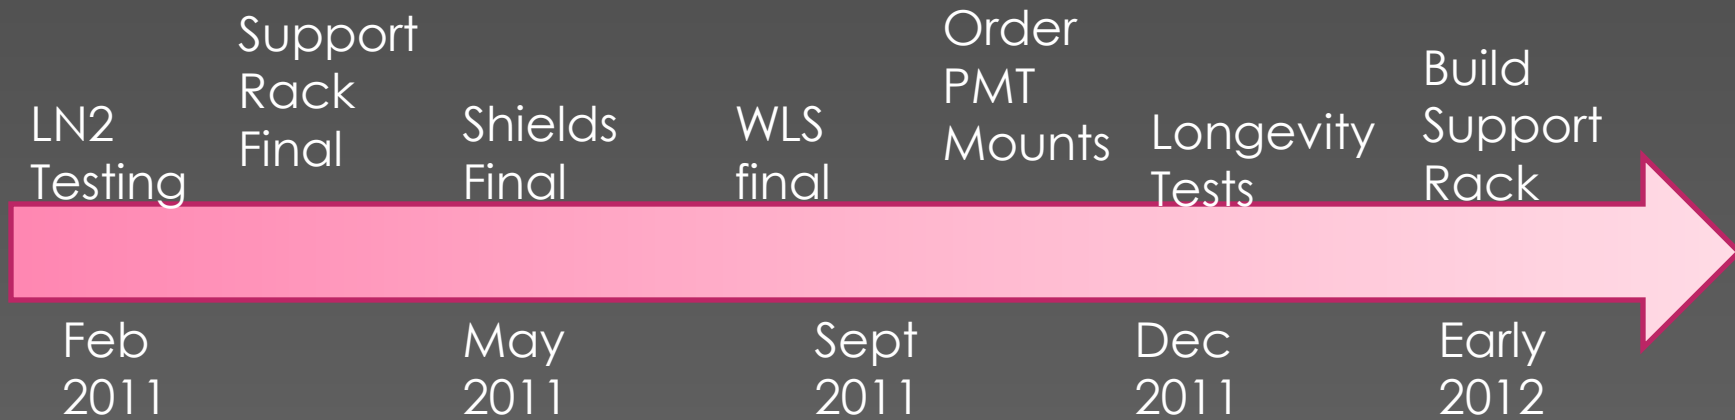 LN2
Testing
Support
Rack
Final
Shields
Final
WLS
final
Order
PMT
Mounts
Longevity
Tests
Build
Support
Rack
Feb
2011
May
2011
Sept
2011
Dec
2011
Early
2012